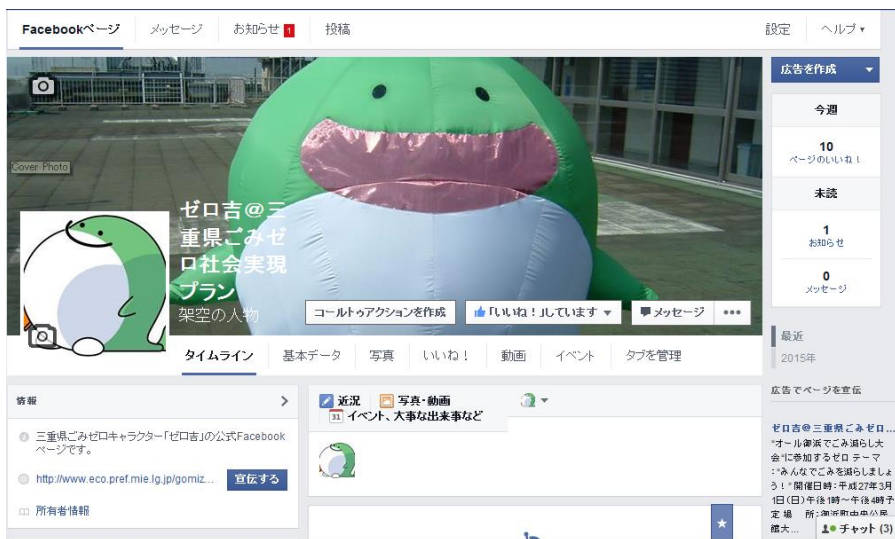 Facebookページ メッセージ お知らせ 1 投稿 設定 ヘルプ
広告を作成
今週
10
ページのいいね!
未読
1
お知らせ
0
メッセージ
最近
2015年
Cover Photo
ゼロ吉@三
重県ごみゼ
ロ社会実現
プラン
架空の人物
コールトゥアクションを作成 「いいね!」しています メッセージ •••
タイムライン 基本データ 写真 いいね! 動画 イベント タブを管理
情報
三重県ごみゼロキャラクター「ゼロ吉」の公式Facebook
ページです。
http://www.eco.pref.mie.lg.jp/gomiz... 宣伝する
所有者情報
近況 写真・動画
31 イベント、大事な出来事など
広告でページを宣伝
ゼロ吉@三重県ごみゼロ...
"オール御浜でごみ減らし大
会"に参加するゼロ テーマ
:"みんなでごみを減らしましょ
う!" 開催日時:平成27年3月
1日(日)午後1時~午後4時予
定 場 所:御浜町中央公民
館大...
チャット (3)